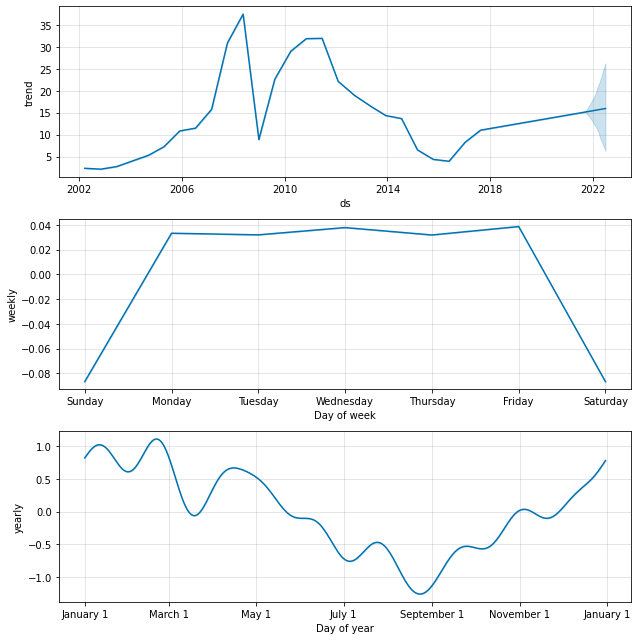 35
30
25
20
15
10
5
trend
2002 2006 2010 2014 2018 2022
ds
0.04
0.02
0.00
−0.02
−0.04
−0.06
−0.08
weekly
Sunday Monday Tuesday Wednesday Thursday Friday Saturday
Day of week
1.0
0.5
0.0
−0.5
−1.0
yearly
January 1 March 1 May 1 July 1 September 1 November 1 January 1
Day of year